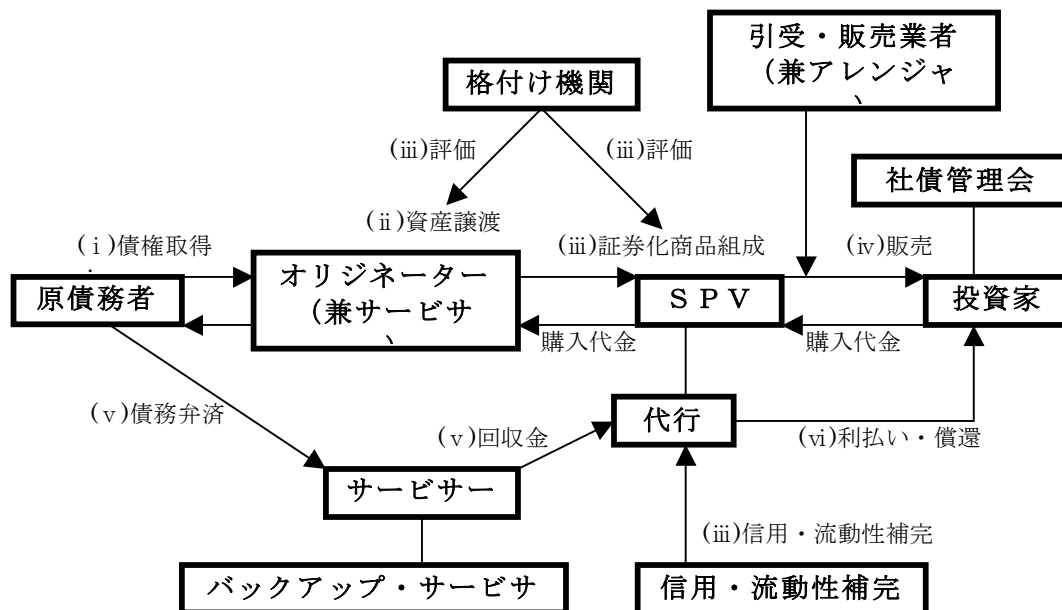 引受・販売業者
(兼アレンジャ
、
格付け機関
(ⅲ)評価
(ⅲ)評価
社債管理会
(ⅱ)資産譲渡
(ⅰ)債権取得
(ⅲ)証券化商品組成
(ⅳ)販売
原債務者
オリジネーター
(兼サービサ
、
SPV
投資家
購入代金
購入代金
(ⅴ)債務弁済
(ⅴ)回収金
代行
(ⅵ)利払い・償還
サービサー
(ⅲ)信用・流動性補完
バックアップ・サービサ
信用・流動性補完